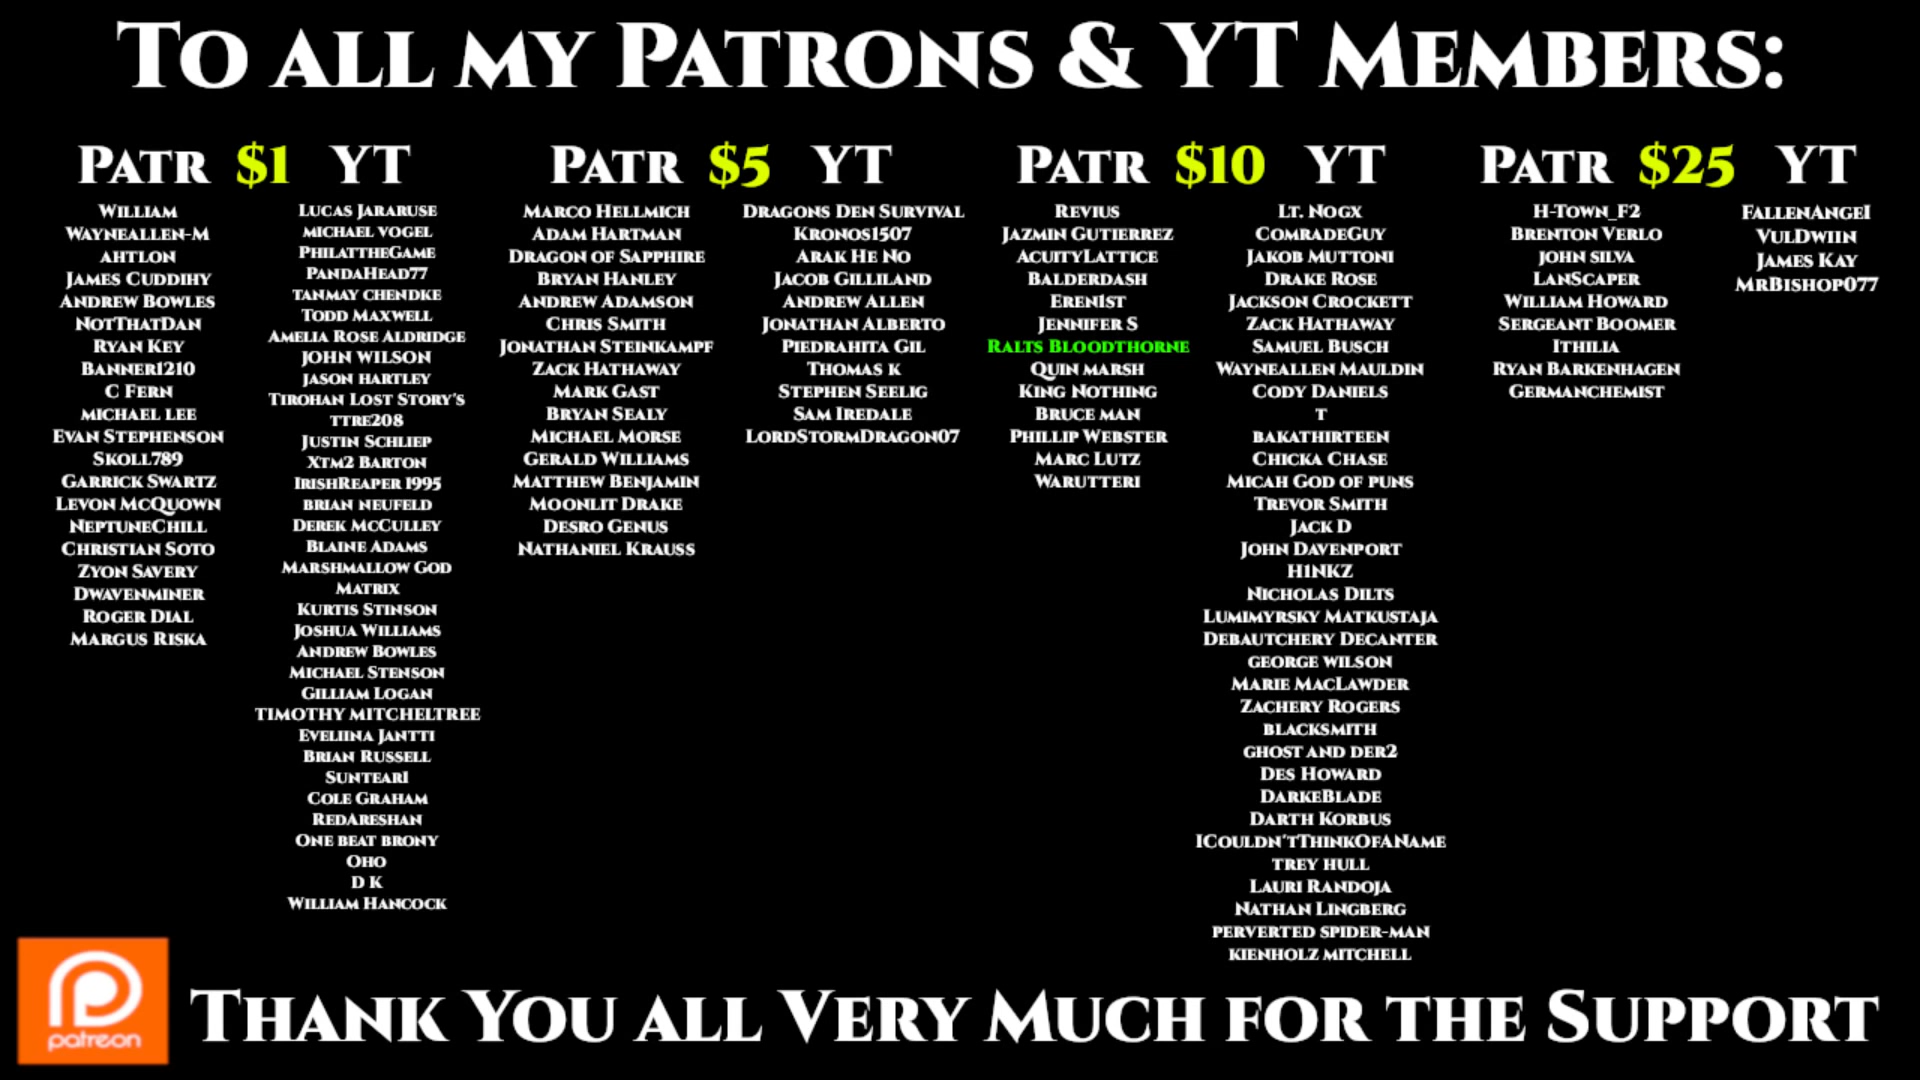 To all my Patrons & YT Members:
Patr $1 YT
William
Wayneallen-M
ahtlon
James Cuddihy
Andrew Bowles
NotThatDan
Ryan Key
Banner1210
C Fern
michael lee
Evan Stephenson
Skoll789
Garrick Swartz
Levon McQuown
NeptuneChill
Christian Soto
Zyon Savery
Dwavenminer
Roger Dial
Margus Riska
Lucas Jararuse
michael vogel
PhilattheGame
PandaHead77
tanmay chendke
Todd Maxwell
Amelia Rose Aldridge
john wilson
jason hartley
Tirohan Lost Story's
ttre208
Justin Schliep
Xtm2 Barton
IrishReaper 1995
brian neufeld
Derek McCulley
Blaine Adams
Marshmallow God
Matrix
Kurtis Stinson
Joshua Williams
Andrew Bowles
Michael Stenson
Gilliam Logan
timothy mitcheltree
Eveliina Jantti
Brian Russell
Suntear1
Cole Graham
RedAreshan
One beat brony
Oho
D K
William Hancock
Patr $5 YT
Marco Hellmich
Adam Hartman
Dragon of Sapphire
Bryan Hanley
Andrew Adamson
Chris Smith
Jonathan Steinkampf
Zack Hathaway
Mark Gast
Bryan Sealy
Michael Morse
Gerald Williams
Matthew Benjamin
Moonlit Drake
Desro Genus
Nathaniel Krauss
Dragons Den Survival
Kronos1507
Arak He No
Jacob Gilliland
Andrew Allen
Jonathan Alberto
Piedrahita Gil
Thomas k
Stephen Seelig
Sam Iredale
LordStormDragon07
Patr $10 YT
Revius
Jazmin Gutierrez
AcuityLattice
Balderdash
Eren1st
Jennifer S
Ralts Bloodthorne
Quin marsh
King Nothing
Bruce man
Phillip Webster
Marc Lutz
Warutteri
Lt. Nogx
ComradeGuy
Jakob Muttoni
Drake Rose
Jackson Crockett
Zack Hathaway
Samuel Busch
Wayneallen Mauldin
Cody Daniels
T
bakathirteen
Chicka Chase
Micah God of puns
Trevor Smith
Jack D
John Davenport
H1NKZ
Nicholas Dilts
Lumimyrsky Matkustaja
Debautchery Decanter
george wilson
Marie MacLawder
Zachery Rogers
blacksmith
ghost and der2
Des Howard
DarkeBlade
Darth Korbus
ICouldn'tThinkOfAName
trey hull
Lauri Randoja
Nathan Lingberg
perverted spider-man
kienholz mitchell
Patr $25 YT
H-Town_F2
Brenton Verlo
john silva
LanScaper
William Howard
Sergeant Boomer
Ithilia
Ryan Barkenhagen
Germanchemist
FallenAngel
VulDwiin
James Kay
MrBishop077
patreon
Thank You all Very Much for the Support